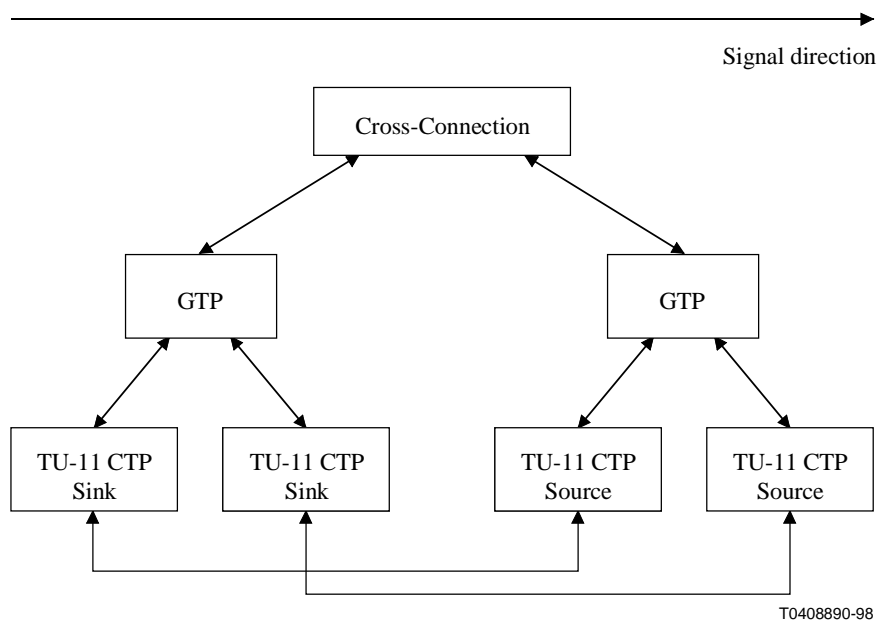 Signal direction
Cross-Connection
GTP
GTP
TU-11 CTP
Sink
TU-11 CTP
Sink
TU-11 CTP
Source
TU-11 CTP
Source
T0408890-98